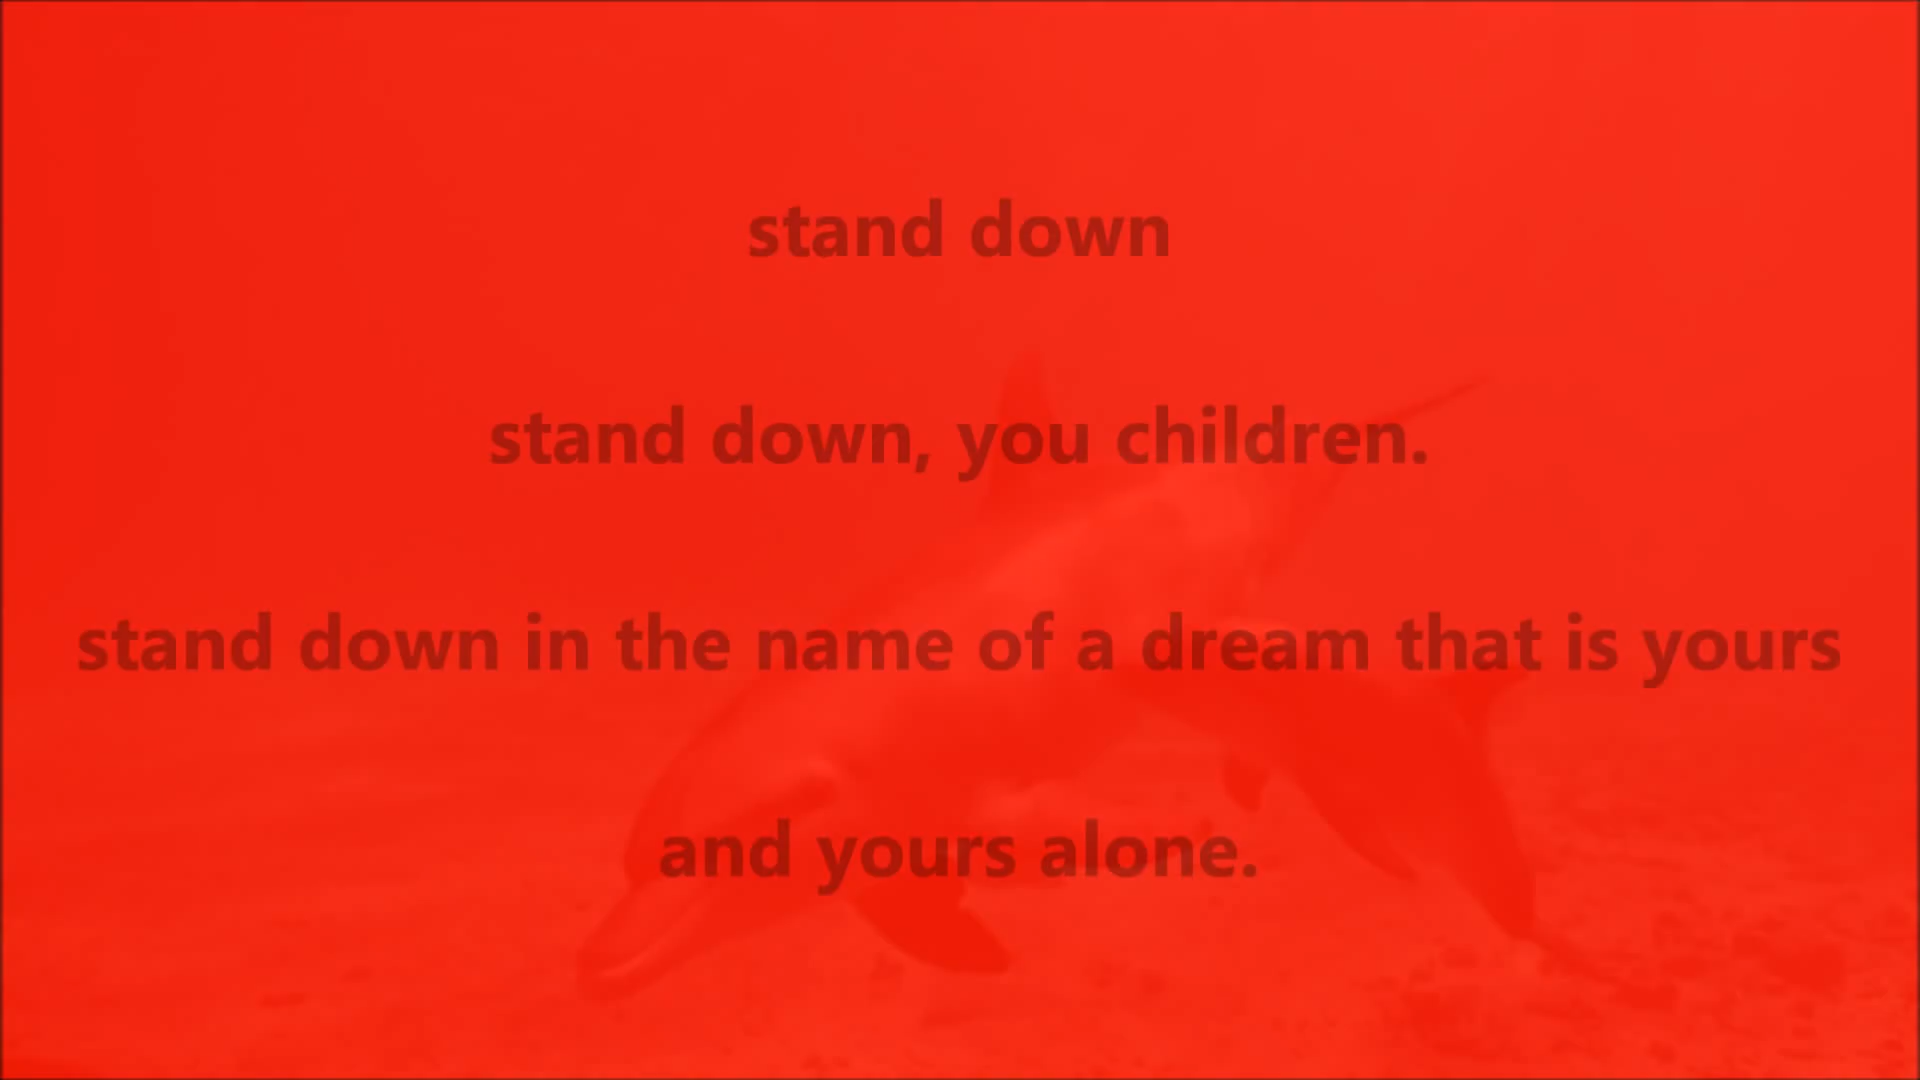 stand down
stand down, you children.
stand down in the name of a dream that is yours
and yours alone.